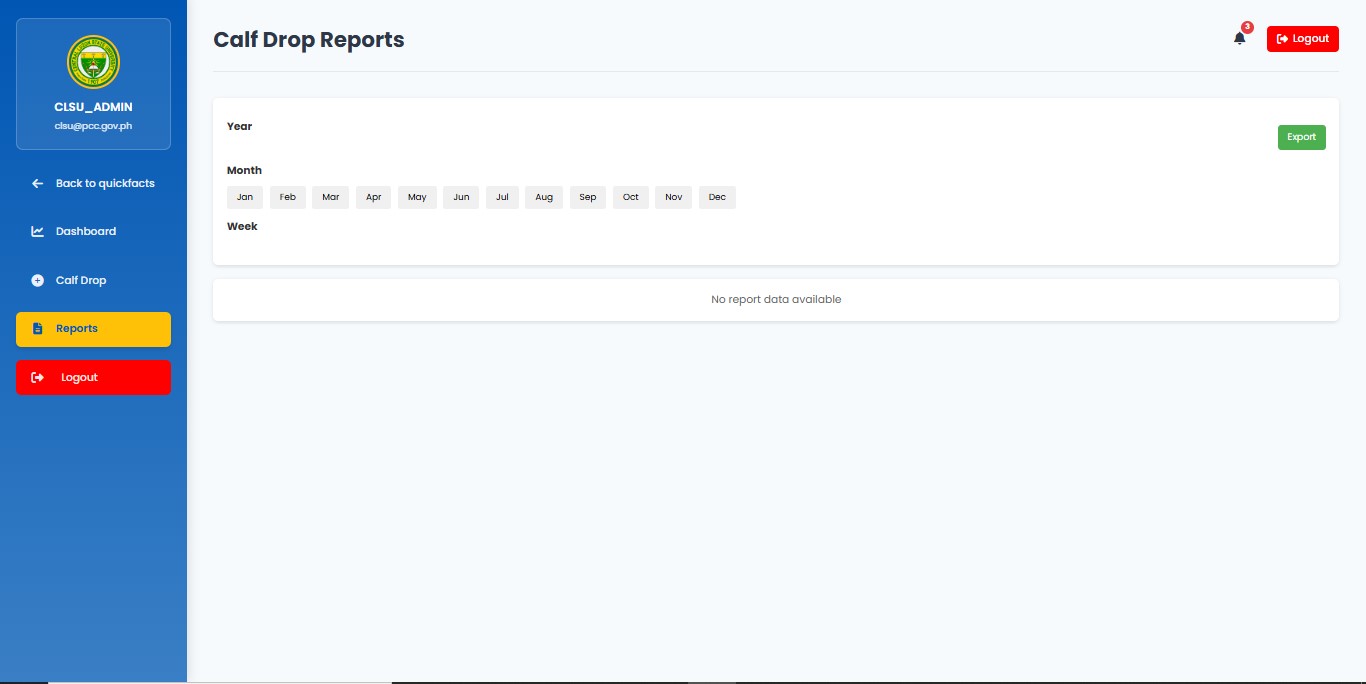 CLSU_ADMIN
clsu@pcc.gov.ph
Back to quickfacts
Dashboard
Calf Drop
Reports
Logout
Calf Drop Reports
3
Logout
Year
Export
Month
Jan Feb Mar Apr May Jun Jul Aug Sep Oct Nov Dec
Week
No report data available